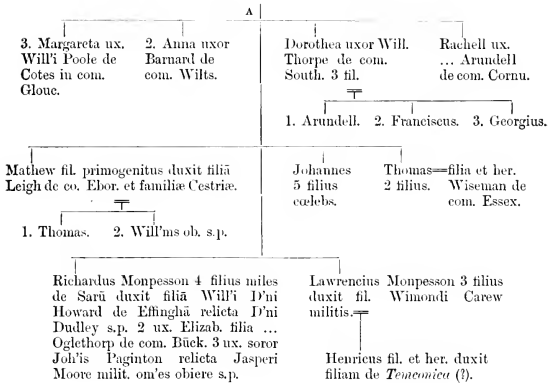 A
3. Margareta ux.
Will'i Poole de
Cotes in com.
Glouc.
2. Anna uxor
Barnard de
com. Wilts.
Dorothea uxor Will.
Thorpe de com.
South. 3 fil.
Rachell ux.
... Arundell
de com. Cornu.
1. Arundell. 2. Franciscus. 3. Georgius.
Mathew fil. primogenitus duxit filiā
Leigh de co. Ebor. et familiæ Cestriæ.
Johannes
5 filius
cœlebs.
Thomas=filia et her.
2 filius. Wiseman de
com. Essex.
1. Thomas. 2. Will'ms ob. s.p.
Richardus Monpesson 4 filius miles
de Sarū duxit filiā Will'i D'ni
Howard de Effinghā relicta D'ni
Dudley s.p. 2 ux. Elizab. filia ...
Oglethorp de com. Bück. 3 ux. soror
Joh'is Paginton relicta Jasperi
Moore milit. om'es obiere s.p.
Lawrencius Monpesson 3 filius
duxit fil. Wimondi Carew
militis.
Henricus fil. et her. duxit
filiam de Temconica (?).